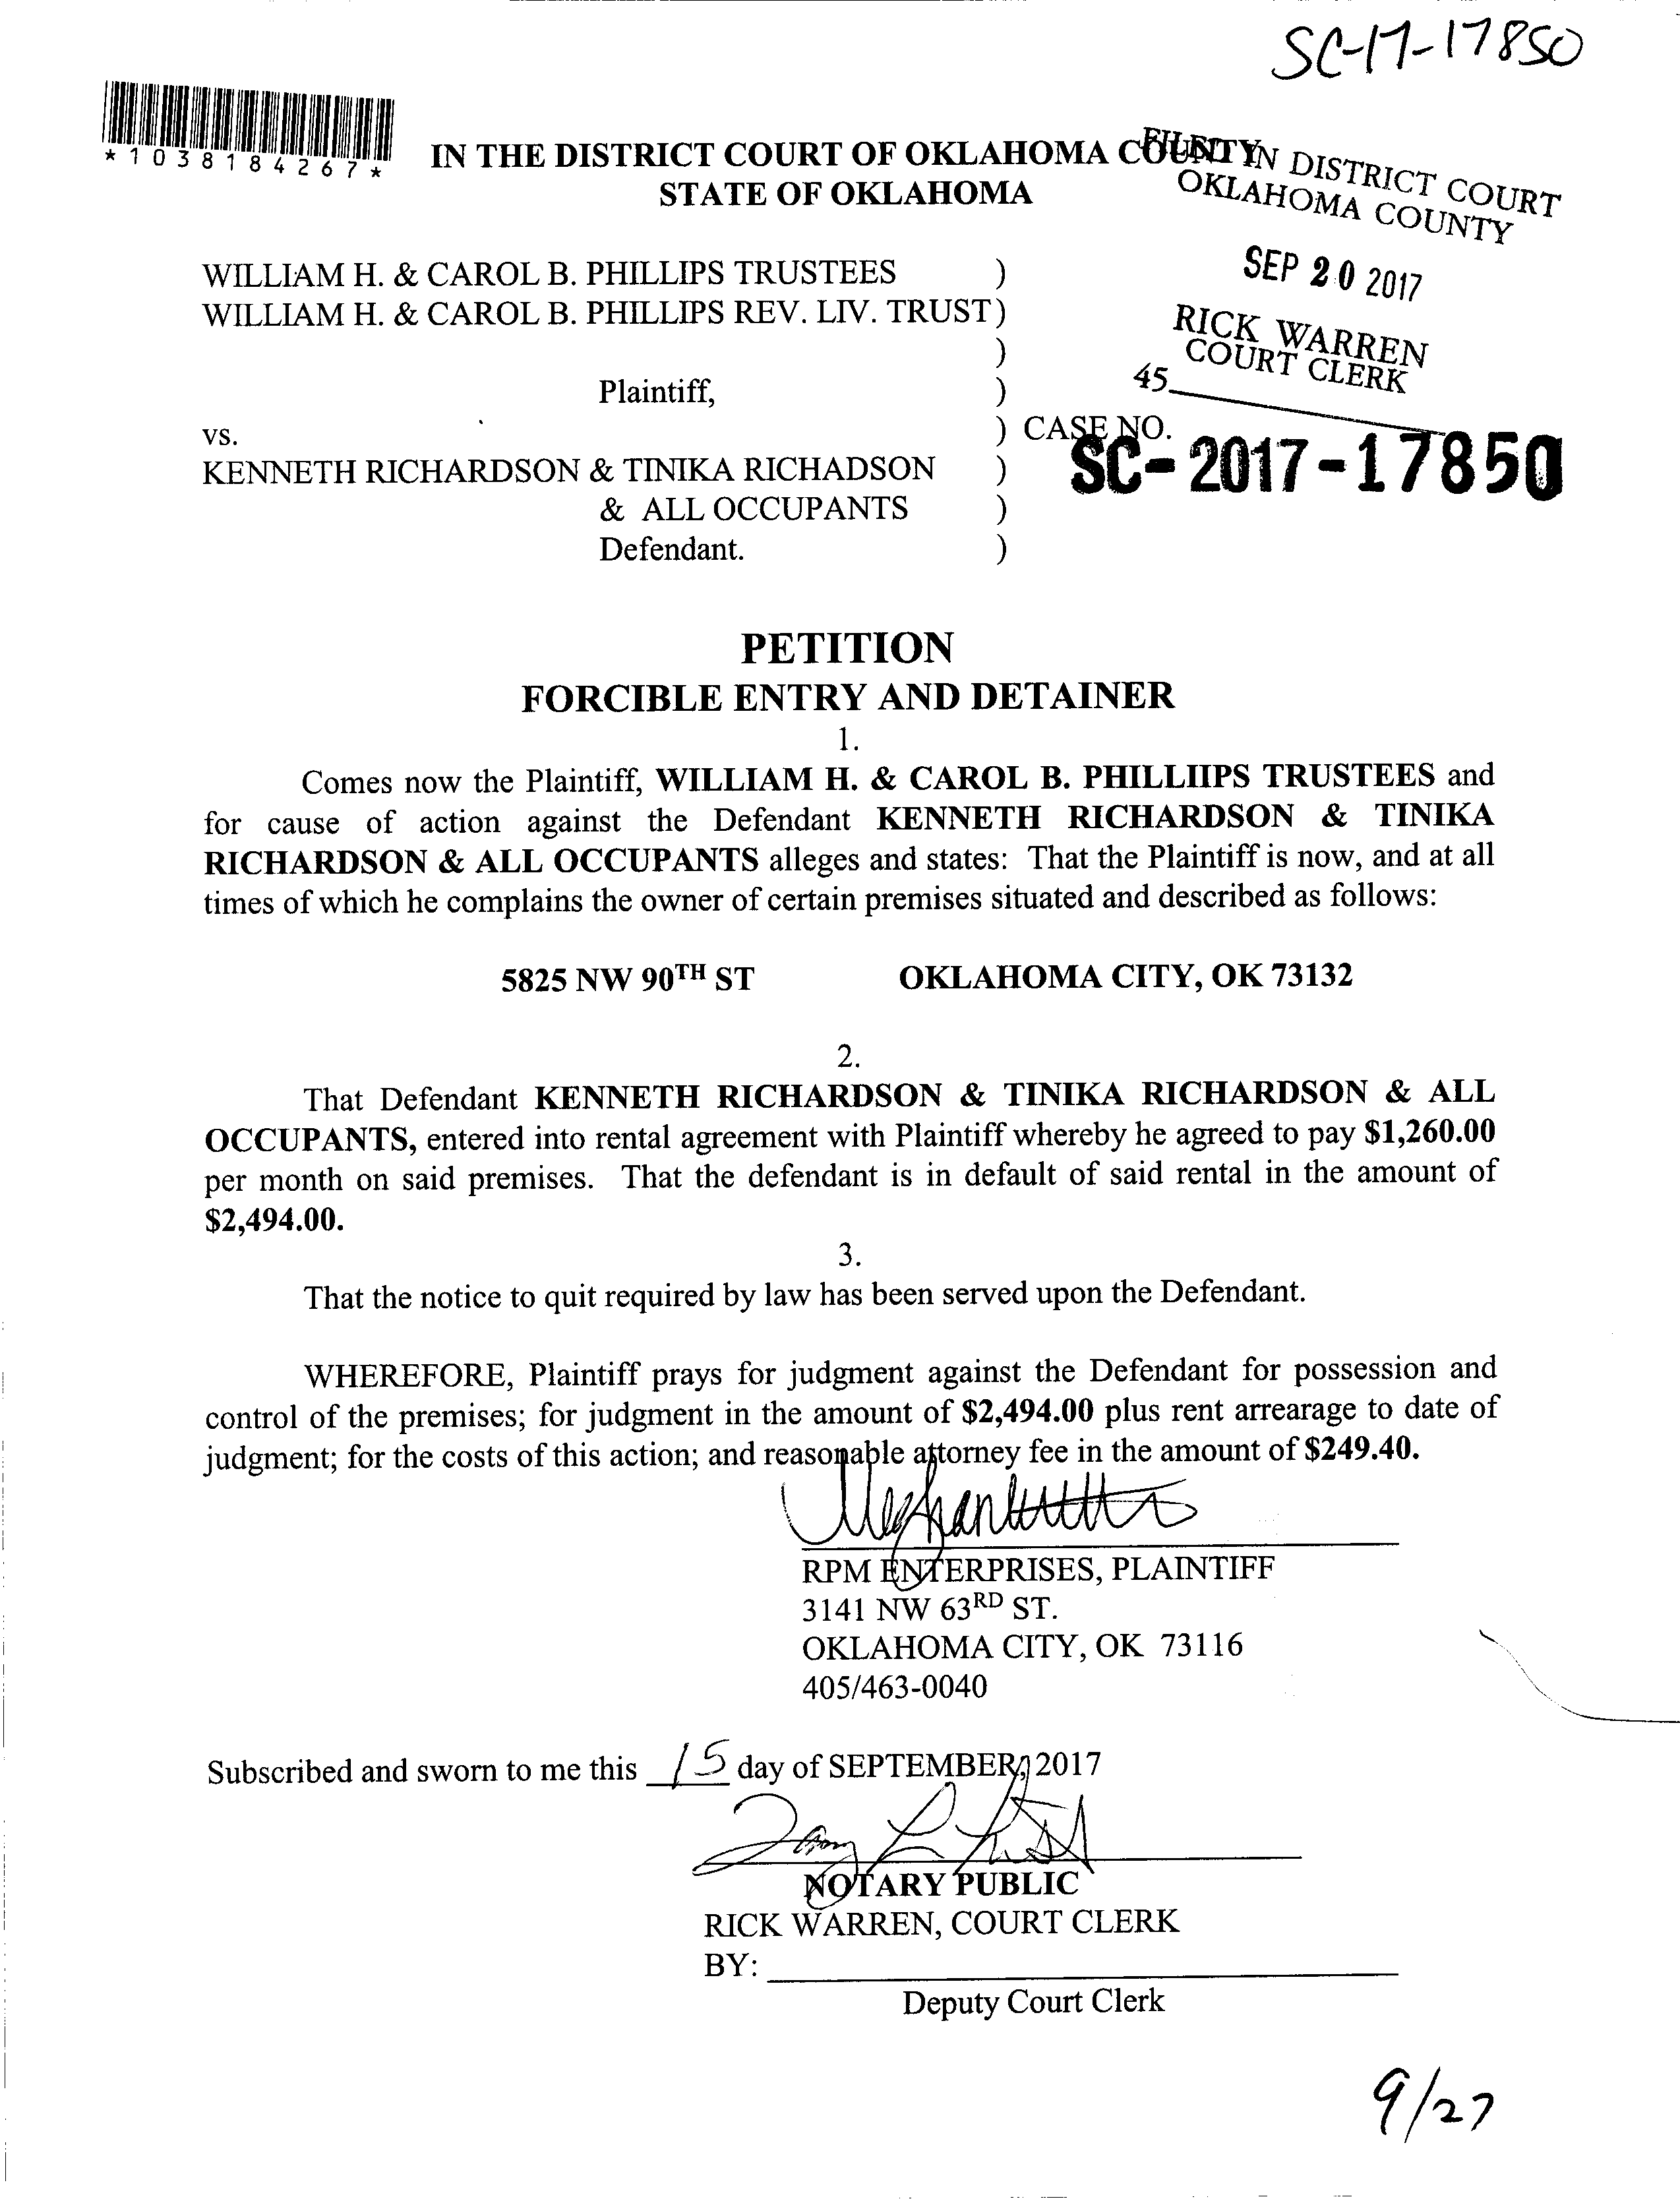 SC-17-17850
*1038184267*
IN THE DISTRICT COURT OF OKLAHOMA COUNTY
STATE OF OKLAHOMA
FILED IN DISTRICT COURT
OKLAHOMA COUNTY
SEP 20 2017
RICK WARREN
COURT CLERK
45
WILLIAM H. & CAROL B. PHILLIPS TRUSTEES )
WILLIAM H. & CAROL B. PHILLIPS REV. LIV. TRUST)
)
Plaintiff, )
vs. ) CASE NO.
SC-2017-17850
KENNETH RICHARDSON & TINIKA RICHADSON )
& ALL OCCUPANTS )
Defendant. )
PETITION
FORCIBLE ENTRY AND DETAINER
1.
Comes now the Plaintiff, WILLIAM H. & CAROL B. PHILLIIPS TRUSTEES and
for cause of action against the Defendant KENNETH RICHARDSON & TINIKA
RICHARDSON & ALL OCCUPANTS alleges and states: That the Plaintiff is now, and at all
times of which he complains the owner of certain premises situated and described as follows:
5825 NW 90TH ST OKLAHOMA CITY, OK 73132
2.
That Defendant KENNETH RICHARDSON & TINIKA RICHARDSON & ALL
OCCUPANTS, entered into rental agreement with Plaintiff whereby he agreed to pay $1,260.00
per month on said premises. That the defendant is in default of said rental in the amount of
$2,494.00.
3.
That the notice to quit required by law has been served upon the Defendant.
WHEREFORE, Plaintiff prays for judgment against the Defendant for possession and
control of the premises; for judgment in the amount of $2,494.00 plus rent arrearage to date of
judgment; for the costs of this action; and reasonable attorney fee in the amount of $249.40.
RPM ENTERPRISES, PLAINTIFF
3141 NW 63RD ST.
OKLAHOMA CITY, OK 73116
405/463-0040
Subscribed and sworn to me this 15 day of SEPTEMBER, 2017
NOTARY PUBLIC
RICK WARREN, COURT CLERK
BY:
Deputy Court Clerk
9/27